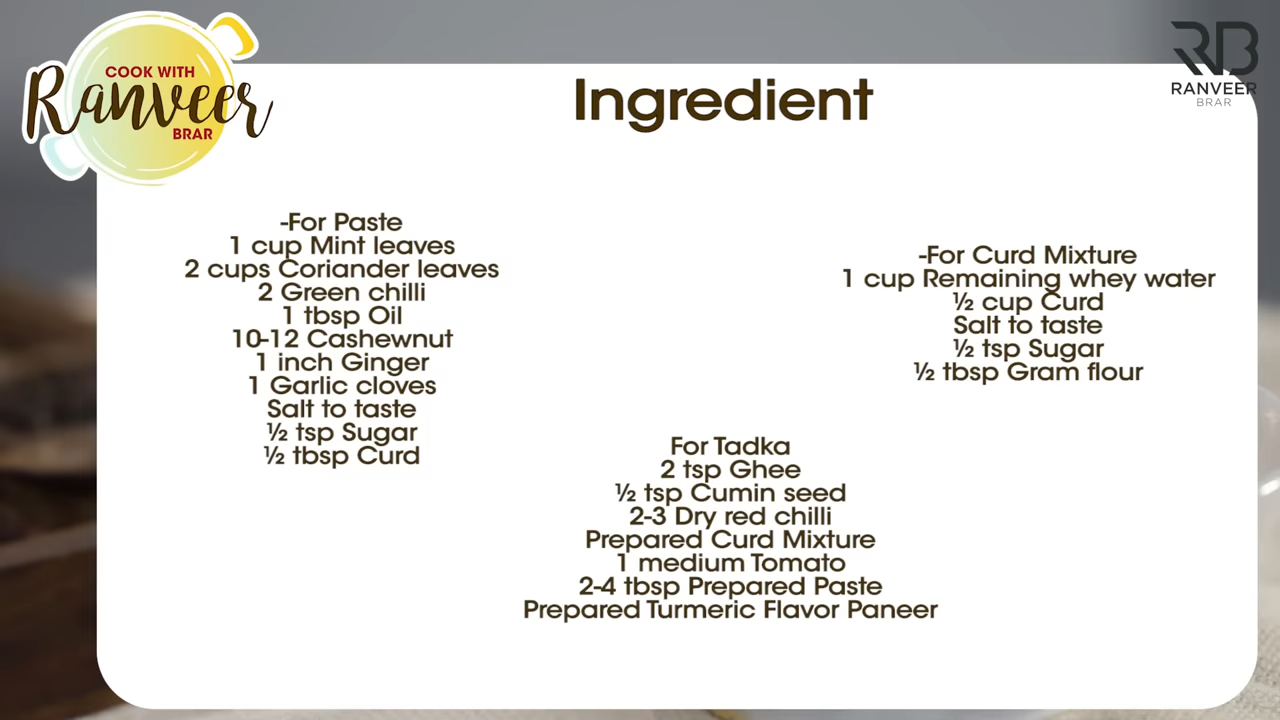 COOK WITH
Ranveer
BRAR
RB
RANVEER
BRAR
Ingredient
-For Paste
1 cup Mint leaves
2 cups Coriander leaves
2 Green chilli
1 tbsp Oil
10-12 Cashewnut
1 inch Ginger
1 Garlic cloves
Salt to taste
½ tsp Sugar
½ tbsp Curd
-For Curd Mixture
1 cup Remaining whey water
½ cup Curd
Salt to taste
½ tsp Sugar
½ tbsp Gram flour
For Tadka
2 tsp Ghee
½ tsp Cumin seed
2-3 Dry red chilli
Prepared Curd Mixture
1 medium Tomato
2-4 tbsp Prepared Paste
Prepared Turmeric Flavor Paneer